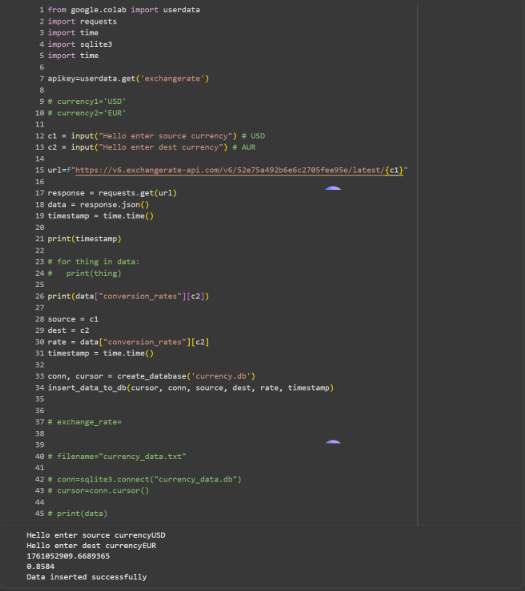 1 from google.colab import userdata
2 import requests
3 import time
4 import sqlite3
5 import time
6
7 apikey=userdata.get('exchangerate')
8
9 # currency1='USD'
10 # currency2='EUR'
11
12 c1 = input("Hello enter source currency") # USD
13 c2 = input("Hello enter dest currency") # AUR
14
15 url=f"https://v6.exchangerate-api.com/v6/52e75a492b6e6c2705fee95e/latest/{c1}"
16
17 response = requests.get(url)
18 data = response.json()
19 timestamp = time.time()
20
21 print(timestamp)
22
23 # for thing in data:
24 #   print(thing)
25
26 print(data["conversion_rates"][c2])
27
28 source = c1
29 dest = c2
30 rate = data["conversion_rates"][c2]
31 timestamp = time.time()
32
33 conn, cursor = create_database('currency.db')
34 insert_data_to_db(cursor, conn, source, dest, rate, timestamp)
35
36
37 # exchange_rate=
38
39
40 # filename="currency_data.txt"
41
42 # conn=sqlite3.connect("currency_data.db")
43 # cursor=conn.cursor()
44
45 # print(data)
Hello enter source currencyUSD
Hello enter dest currencyEUR
1761052909.6689365
0.8584
Data inserted successfully